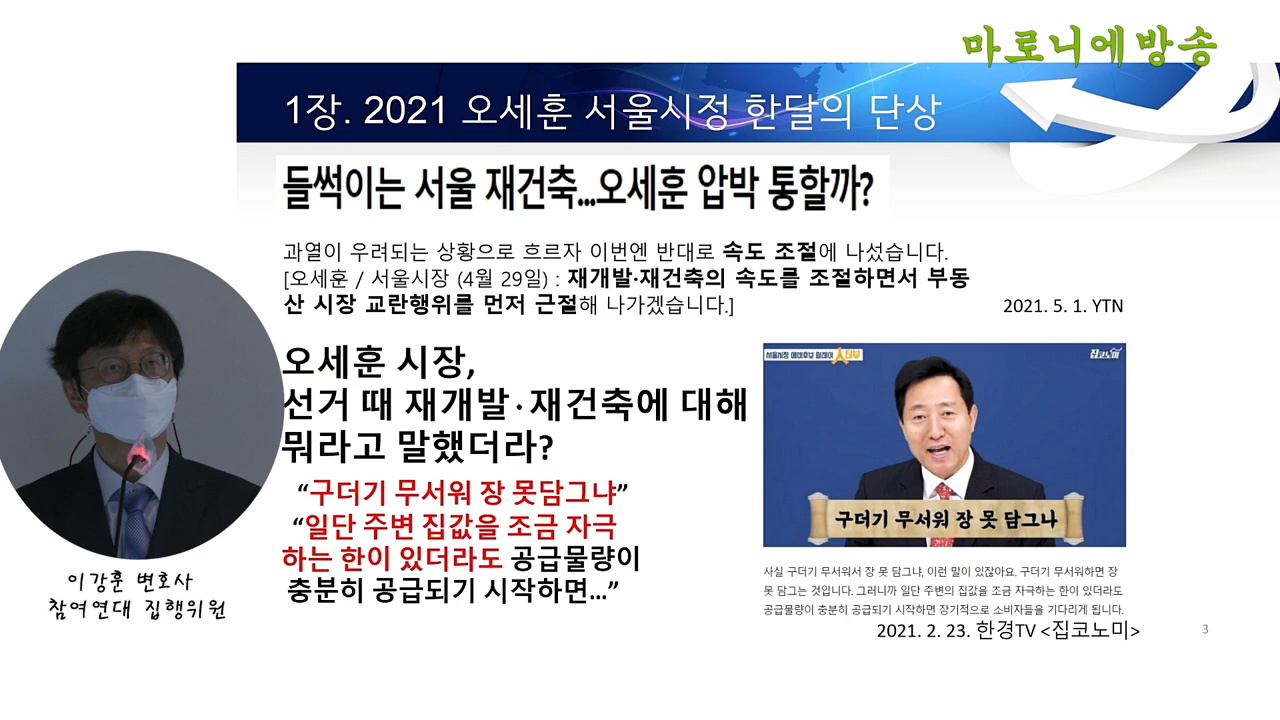 마로니에방송
1장. 2021 오세훈 서울시정 한달의 단상
들썩이는 서울 재건축...오세훈 압박 통할까?
과열이 우려되는 상황으로 흐르자 이번엔 반대로 속도 조절에 나섰습니다.
[오세훈 / 서울시장 (4월 29일) : 재개발·재건축의 속도를 조절하면서 부동
산 시장 교란행위를 먼저 근절해 나가겠습니다.]
2021. 5. 1. YTN
오세훈 시장,
선거 때 재개발·재건축에 대해
뭐라고 말했더라?
“구더기 무서워 장 못담그냐”
“일단 주변 집값을 조금 자극
하는 한이 있더라도 공급물량이
충분히 공급되기 시작하면...”
이강훈 변호사
참여연대 집행위원
서울시장 예비후보 릴레이 人터뷰
집코노미
구더기 무서워 장 못 담그나
사실 구더기 무서워서 장 못 담그냐, 이런 말이 있잖아요. 구더기 무서워하면 장
못 담그는 것입니다. 그러니까 일단 주변의 집값을 조금 자극하는 한이 있더라도
공급물량이 충분히 공급되기 시작하면 장기적으로 소비자들을 기다리게 됩니다.
2021. 2. 23. 한경TV <집코노미>
3